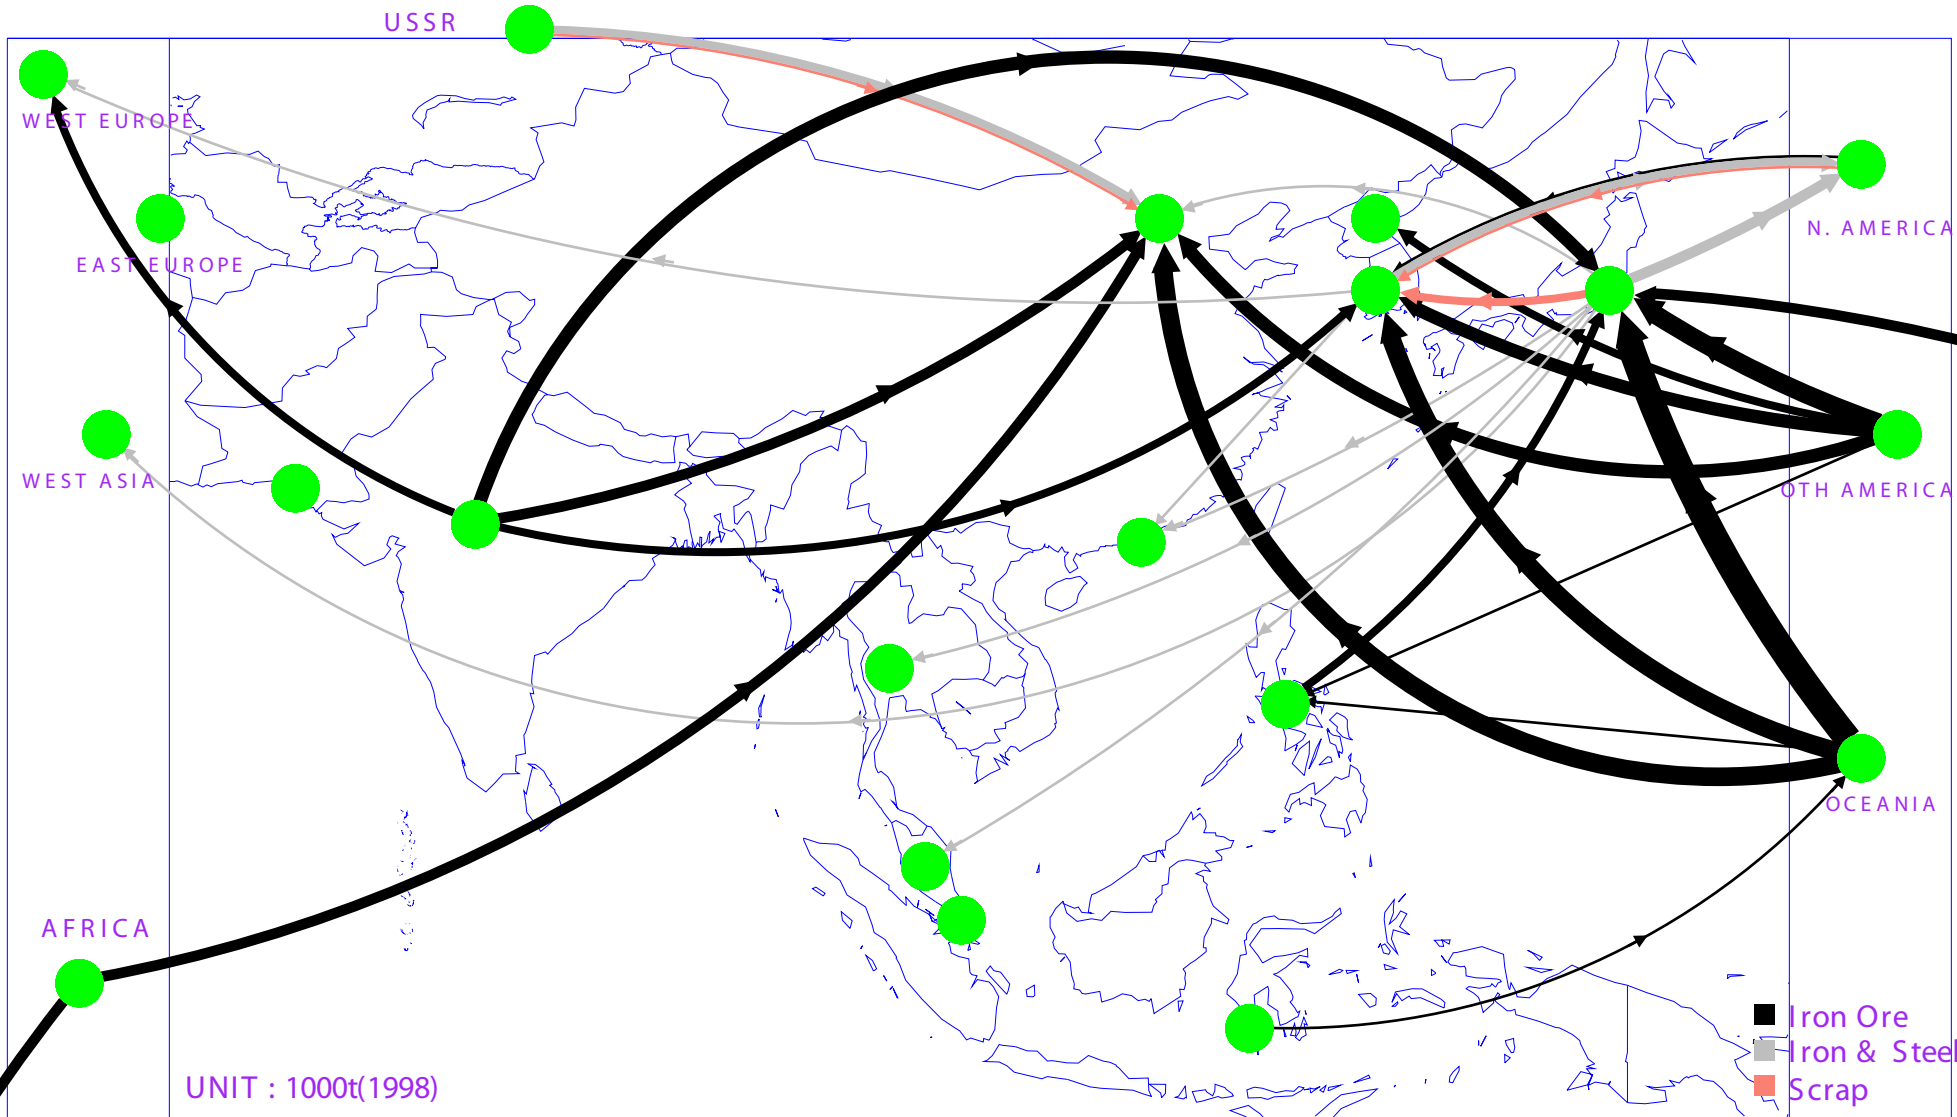 USSR
WEST EUROPE
N. AMERICA
EAST EUROPE
WEST ASIA
OTH AMERICA
OCEANIA
AFRICA
Iron Ore
Iron & Steel
Scrap
UNIT : 1000t(1998)